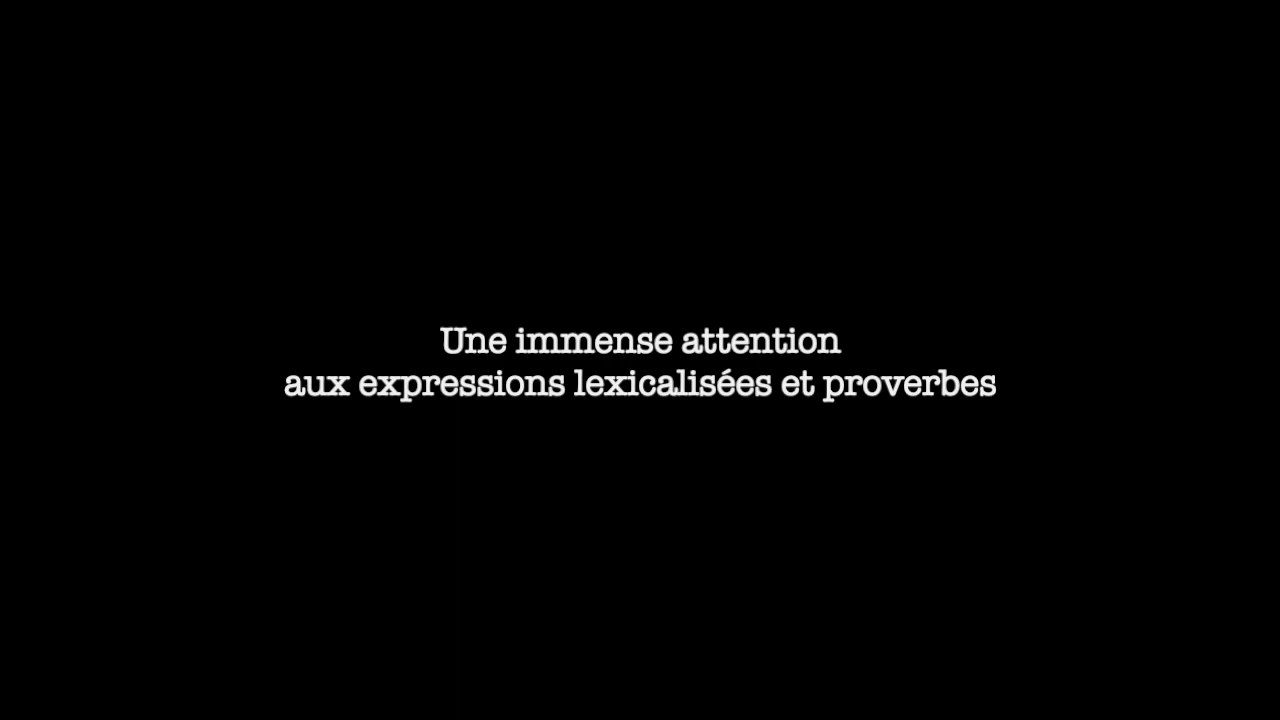 Une immense attention
aux expressions lexicalisées et proverbes